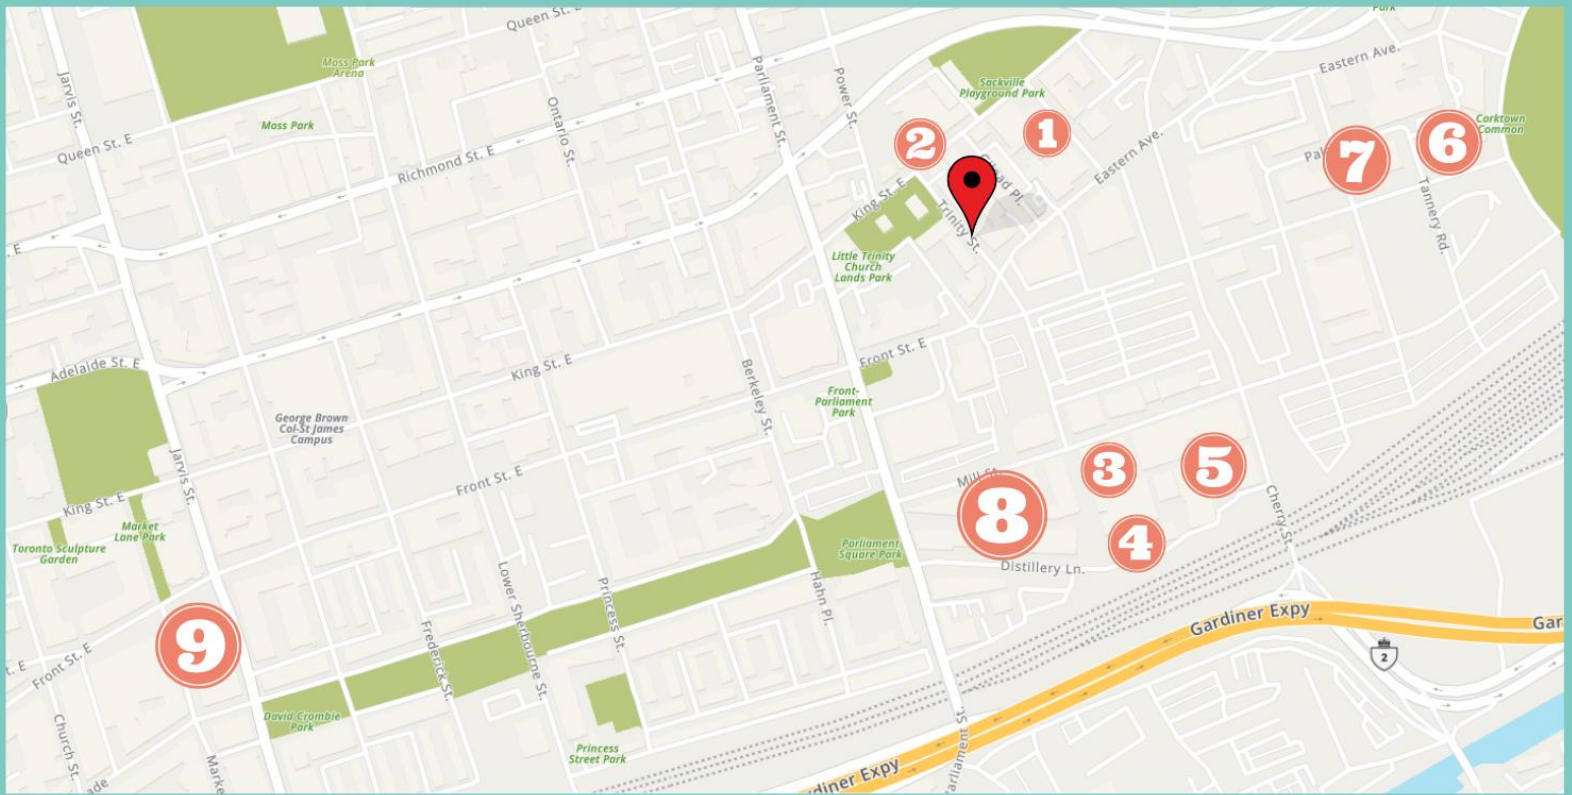 Queen St. E
Park
Eastern Ave.
Moss Park
Arena
Jarvis St.
Parliament St.
Power St.
Sackville
Playground Park
Ontario St.
Moss Park
2
1
Corktown
Common
6
7
Queen St. E
Richmond St. E
Eastern Ave.
King St. E
Trinity St.
Tannery Rd.
. E
Little Trinity
Church
Lands Park
Front St. E
Adelaide St. E
King St. E
Berkeley St.
Front-
Parliament
Park
George Brown
Col-St James
Campus
Jarvis St.
Front St. E
Mill St.
3
5
King St. E
Market
Lane Park
8
Cherry St.
Toronto Sculpture
Garden
Parliament
Square Park
4
Distillery Ln.
Lower Sherbourne St.
Princess St.
Hahn Pl.
Gardiner Expy
Gar
Frederick St.
9
2
t. E
Front St. E
David Crombie
Park
Church St.
Princess
Street Park
Parliament St
Marke
ade
diner Expy